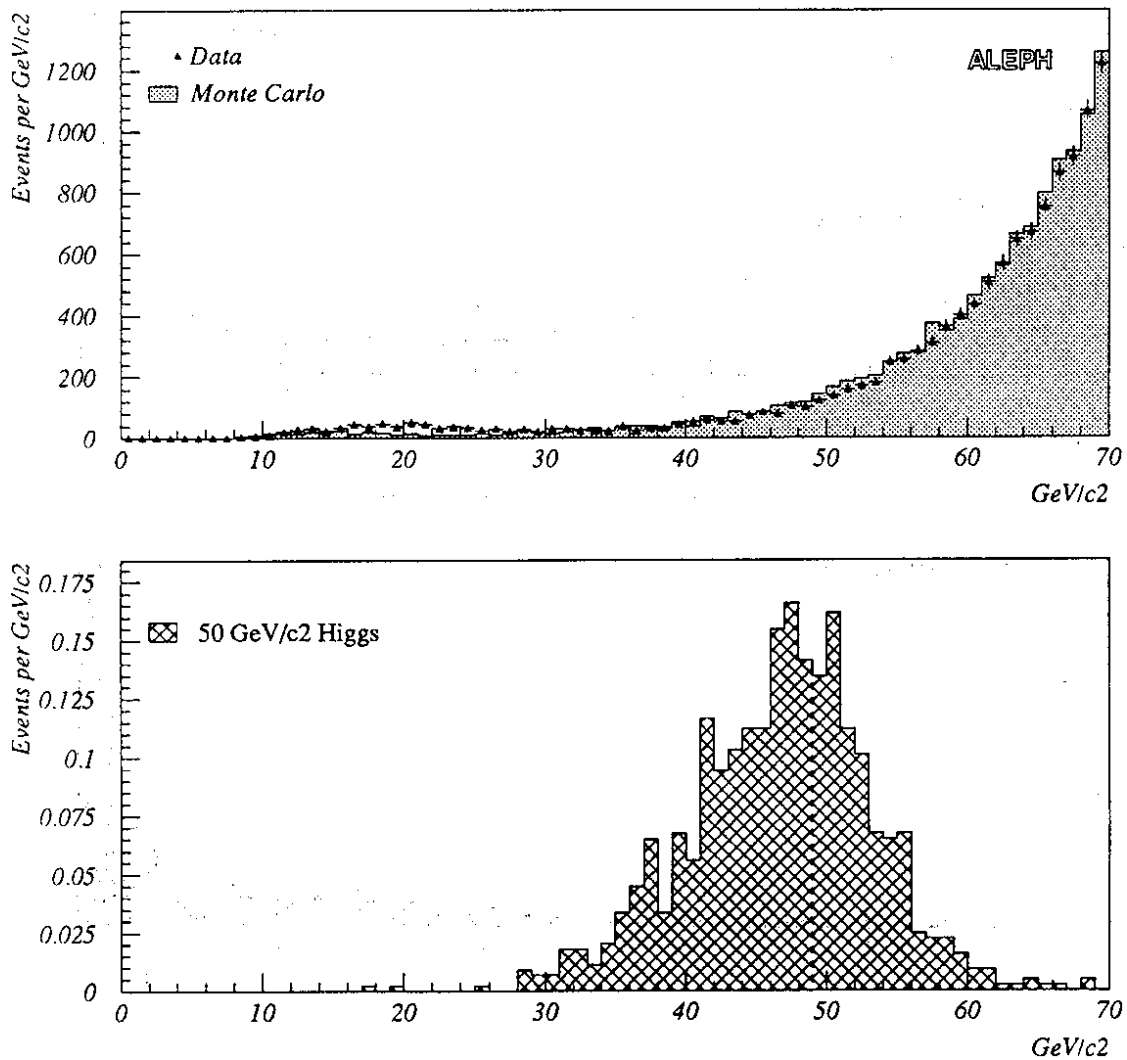 Events per GeV/c2
1200
1000
800
600
400
200
0
Data
Monte Carlo
ALEPH
0 10 20 30 40 50 60 70
GeV/c2
Events per GeV/c2
0.175
0.15
0.125
0.1
0.075
0.05
0.025
0
50 GeV/c2 Higgs
0 10 20 30 40 50 60 70
GeV/c2